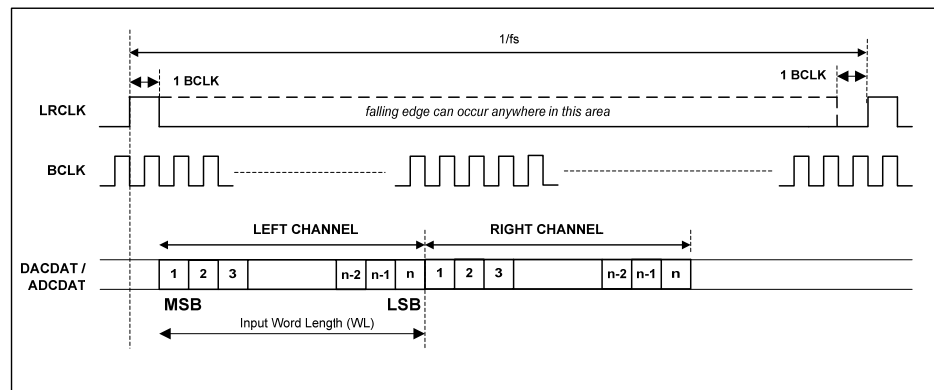 1/fs
1 BCLK
1 BCLK
LRCLK
falling edge can occur anywhere in this area
BCLK
LEFT CHANNEL
RIGHT CHANNEL
DACDAT /
ADCDAT
1 2 3 n-2 n-1 n 1 2 3 n-2 n-1 n
MSB
LSB
Input Word Length (WL)